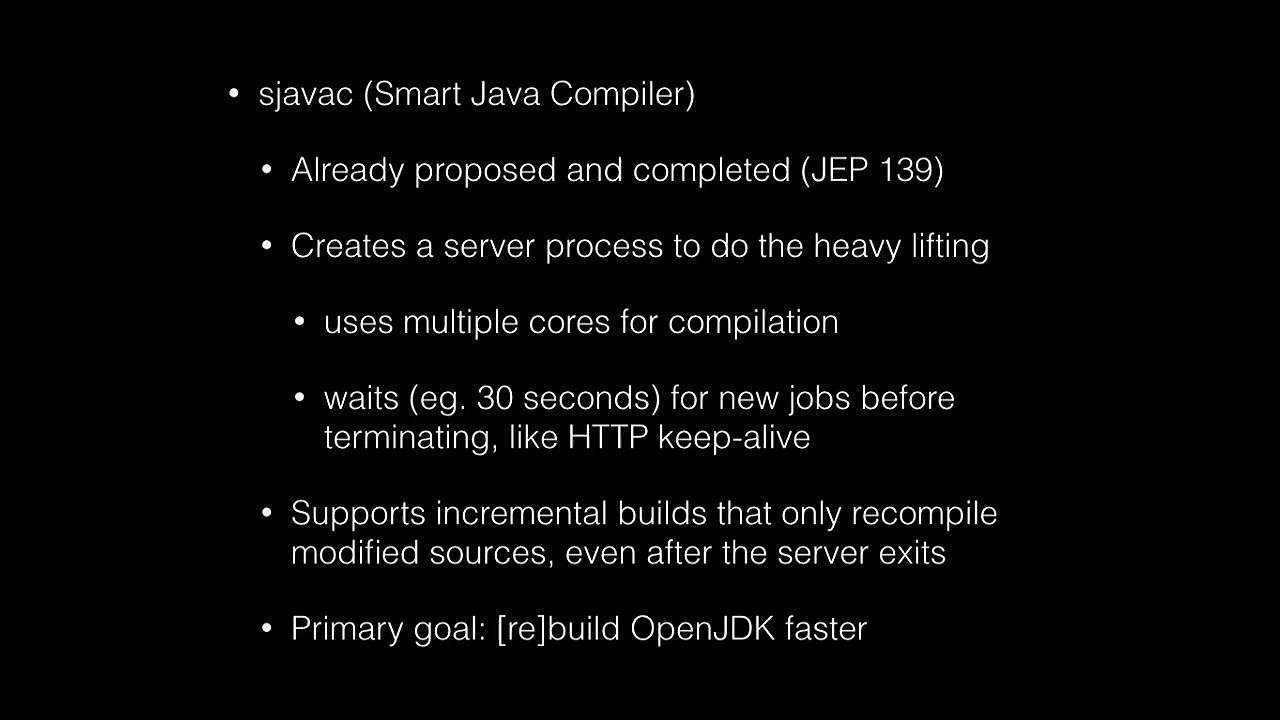 • sjavac (Smart Java Compiler)
• Already proposed and completed (JEP 139)
• Creates a server process to do the heavy lifting
• uses multiple cores for compilation
• waits (eg. 30 seconds) for new jobs before
terminating, like HTTP keep-alive
• Supports incremental builds that only recompile
modified sources, even after the server exits
• Primary goal: [re]build OpenJDK faster